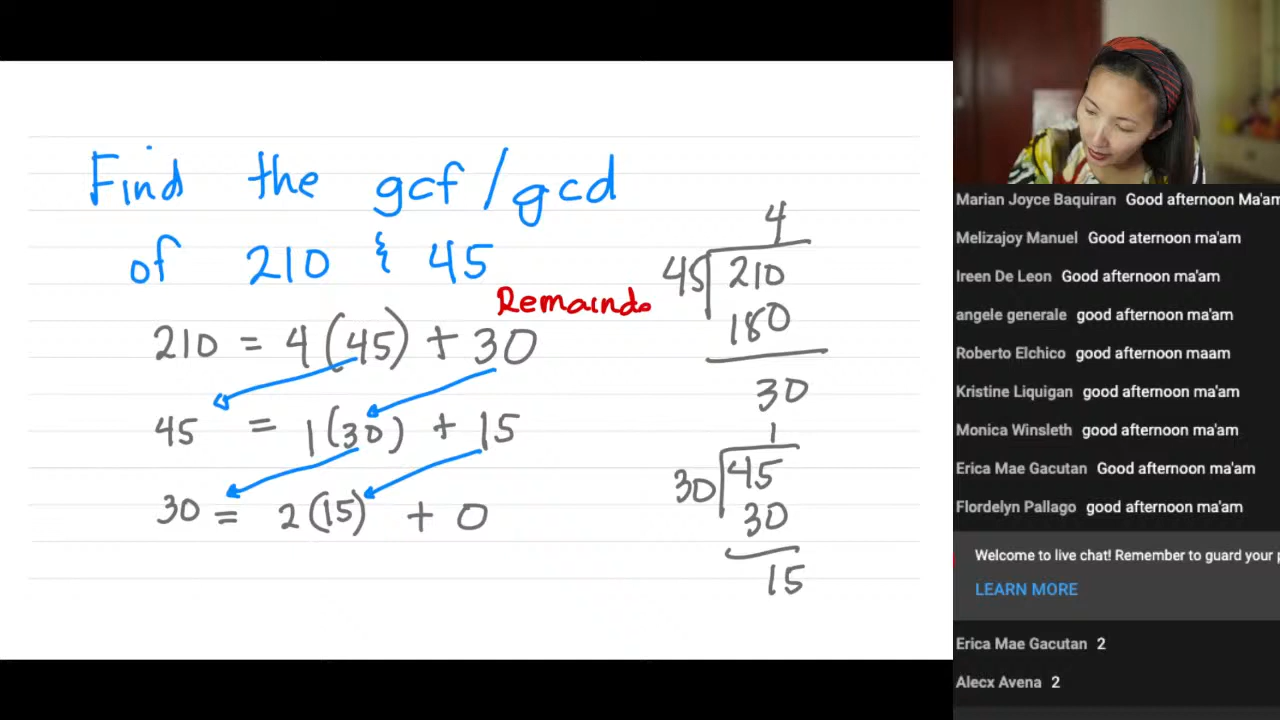 Find the gcf/gcd
of 210 & 45
Remainde
210 = 4(45) + 30
45 = 1(30) + 15
30 = 2(15) + 0
4
45 210
180
30
1
30 45
30
15
Marian Joyce Baquiran Good afternoon Ma'am
Melizajoy Manuel Good aternoon ma'am
Ireen De Leon Good afternoon ma'am
angele generale Good afternoon ma'am
Roberto Elchico good afternoon maam
Kristine Liquigan good afternoon ma'am
Monica Winsleth good afternoon ma'am
Erica Mae Gacutan Good afternoon ma'am
Flordelyn Pallago good afternoon ma'am
Welcome to live chat! Remember to guard your p
LEARN MORE
Erica Mae Gacutan 2
Alecx Avena 2